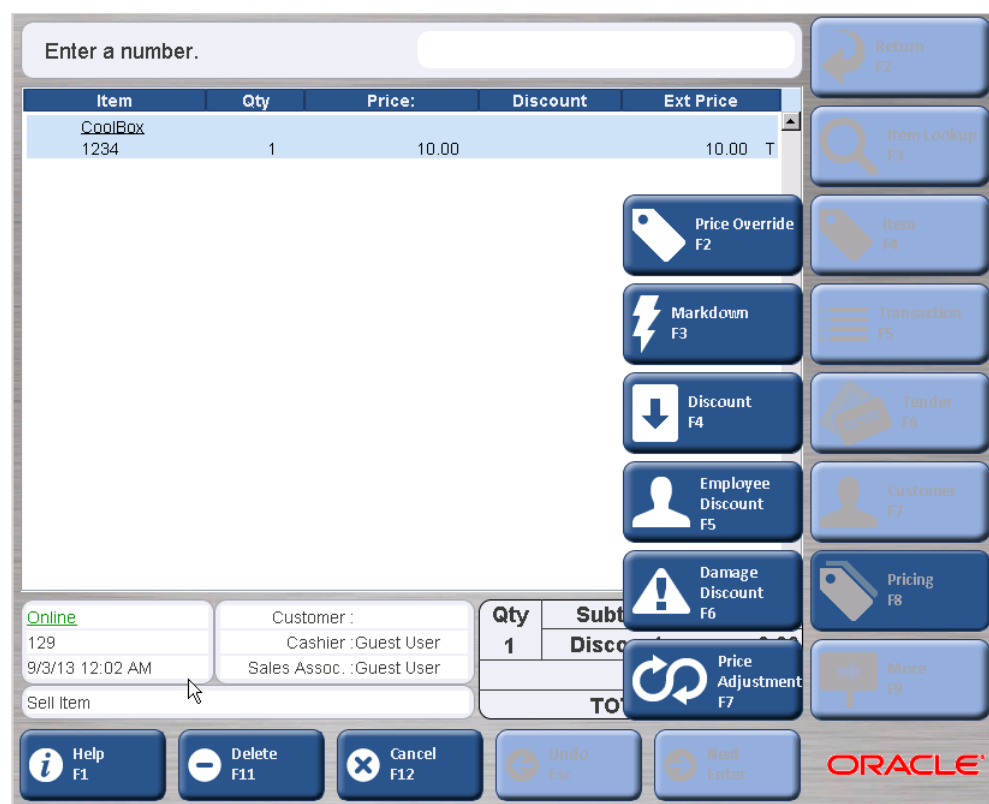 Enter a number.
Return
F2
Item Qty Price: Discount Ext Price
CoolBox
1234 1 10.00 10.00 T
Item Lookup
F3
Price Override
F2
Item
F4
Markdown
F3
Transaction
F5
Discount
F4
Tender
F6
Employee
Discount
F5
Customer
F7
Damage
Discount
F6
Pricing
F8
Online
129
9/3/13 12:02 AM
Sell Item
Customer :
Cashier :Guest User
Sales Assoc. :Guest User
Qty Subt
1 Disco
TO
Price
Adjustment
F7
More
F9
Help
F1
Delete
F11
Cancel
F12
Undo
Esc
Next
Enter
ORACLE